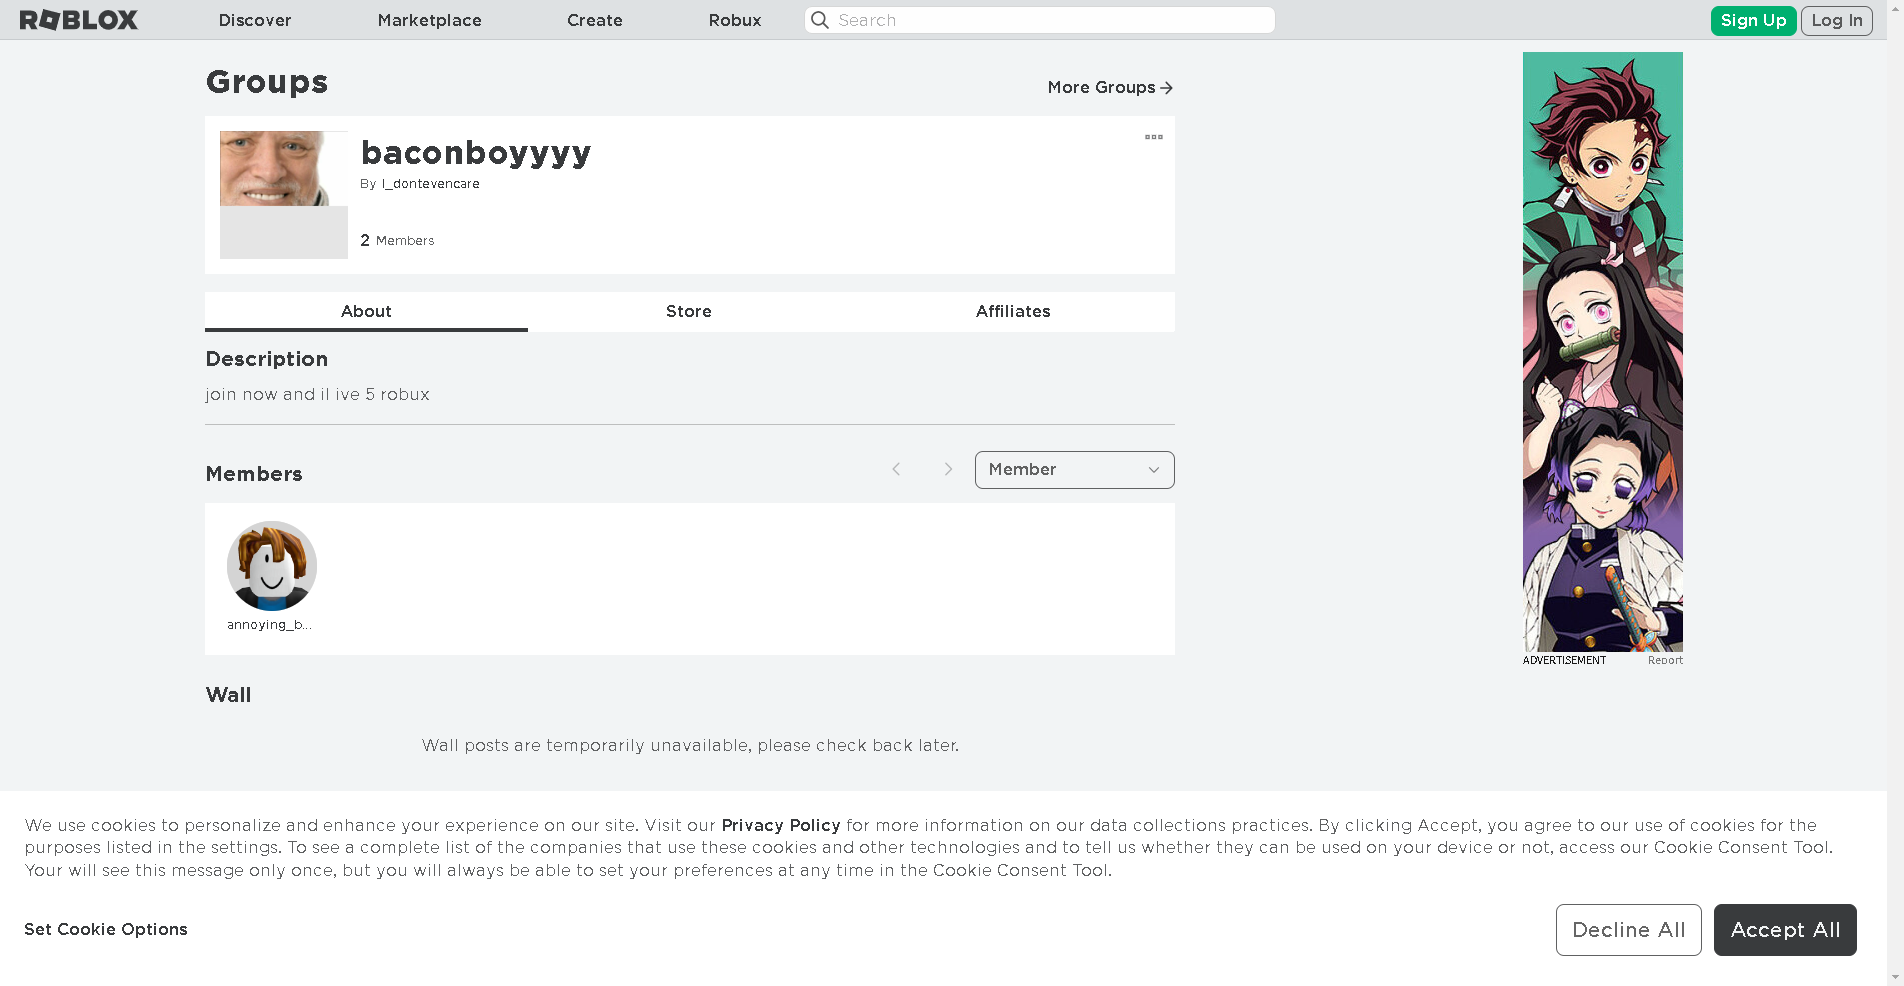 ROBLOX
Discover
Marketplace
Create
Robux
Search
Sign Up
Log In
Groups
More Groups
baconboyyyy
By I_dontevencare
2 Members
About
Store
Affiliates
Description
join now and il ive 5 robux
Members
Member
annoying_b...
Wall
Wall posts are temporarily unavailable, please check back later.
ADVERTISEMENT
Report
We use cookies to personalize and enhance your experience on our site. Visit our Privacy Policy for more information on our data collections practices. By clicking Accept, you agree to our use of cookies for the
purposes listed in the settings. To see a complete list of the companies that use these cookies and other technologies and to tell us whether they can be used on your device or not, access our Cookie Consent Tool.
Your will see this message only once, but you will always be able to set your preferences at any time in the Cookie Consent Tool.
Set Cookie Options
Decline All
Accept All